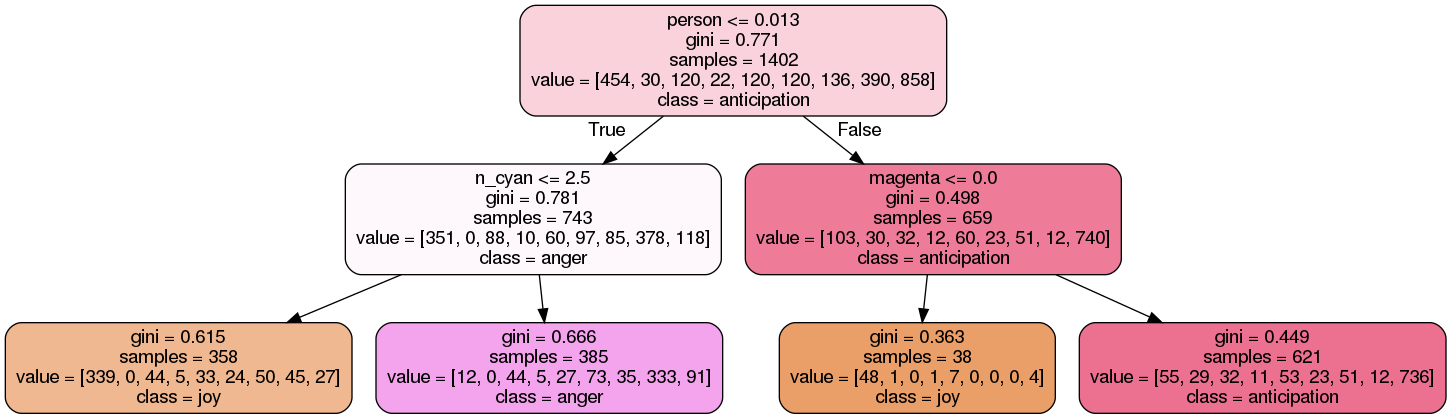 person <= 0.013
gini = 0.771
samples = 1402
value = [454, 30, 120, 22, 120, 120, 136, 390, 858]
class = anticipation
True
False
n_cyan <= 2.5
gini = 0.781
samples = 743
value = [351, 0, 88, 10, 60, 97, 85, 378, 118]
class = anger
magenta <= 0.0
gini = 0.498
samples = 659
value = [103, 30, 32, 12, 60, 23, 51, 12, 740]
class = anticipation
gini = 0.615
samples = 358
value = [339, 0, 44, 5, 33, 24, 50, 45, 27]
class = joy
gini = 0.666
samples = 385
value = [12, 0, 44, 5, 27, 73, 35, 333, 91]
class = anger
gini = 0.363
samples = 38
value = [48, 1, 0, 1, 7, 0, 0, 0, 4]
class = joy
gini = 0.449
samples = 621
value = [55, 29, 32, 11, 53, 23, 51, 12, 736]
class = anticipation